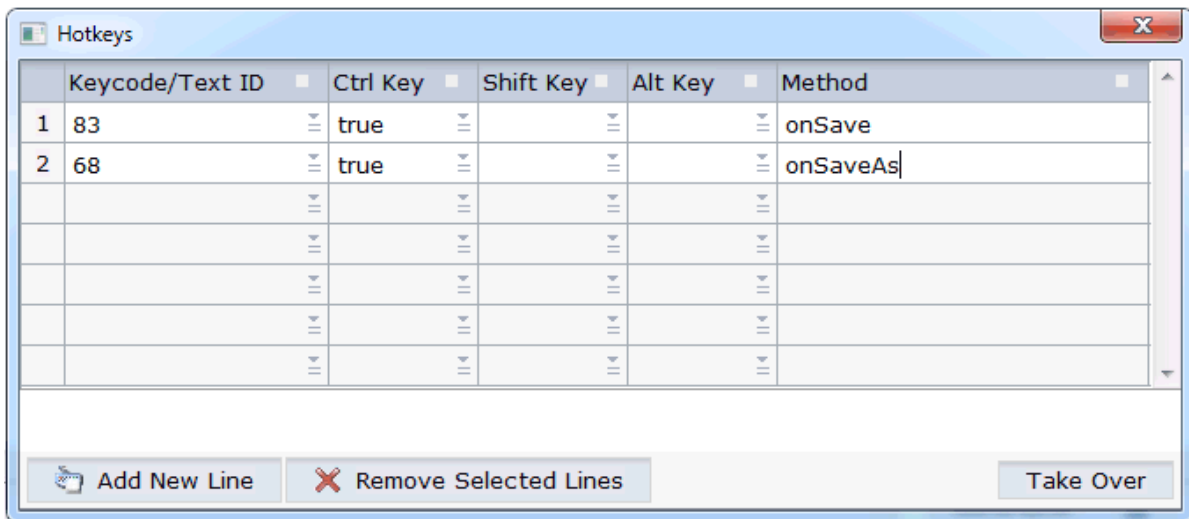 Hotkeys
Keycode/Text ID Ctrl Key Shift Key Alt Key Method
1 83 true onSave
2 68 true onSaveAs
Add New Line Remove Selected Lines Take Over